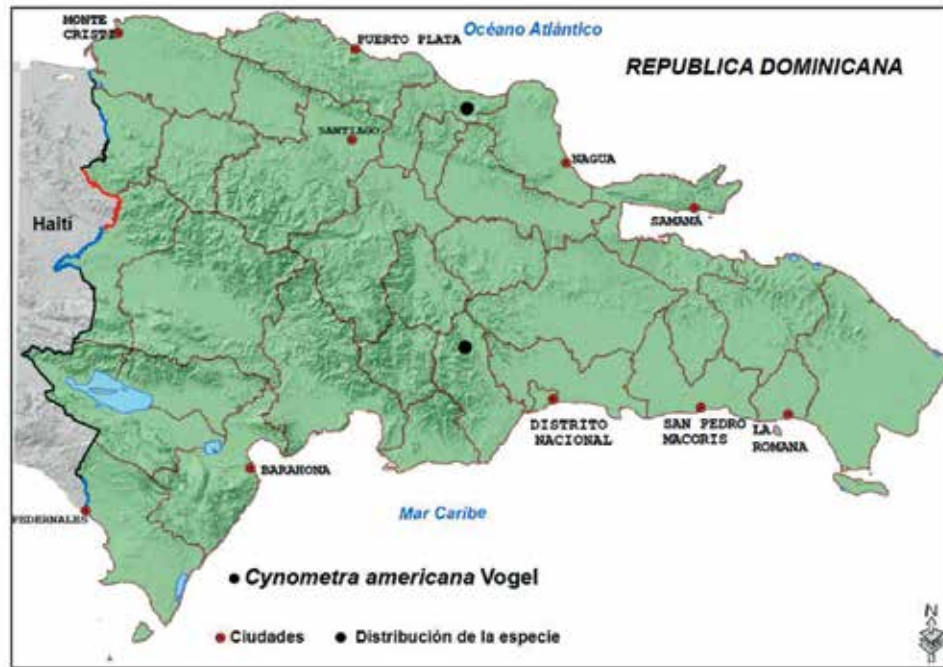 MONTE
CRISTI
PUERTO PLATA
Océano Atlántico
REPUBLICA DOMINICANA
SANTIAGO
NAGUA
SAMANÁ
Haití
DISTRITO
NACIONAL
SAN PEDRO
MACORIS
LA
ROMANA
BARAHONA
PEDERNALES
Mar Caribe
Cynometra americana Vogel
Ciudades
Distribución de la especie
N